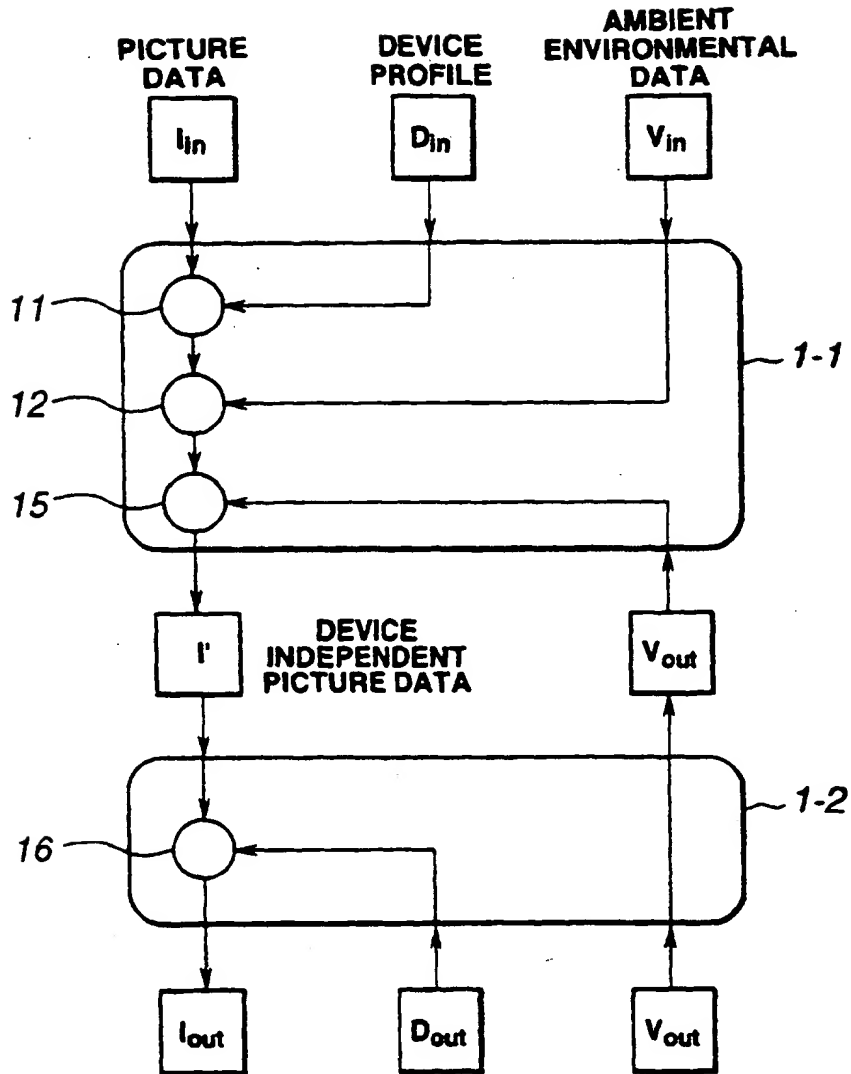 PICTURE
DATA
DEVICE
PROFILE
AMBIENT
ENVIRONMENTAL
DATA
Iin
Din
Vin
11
12
15
1-1
I'
DEVICE
INDEPENDENT
PICTURE DATA
Vout
1-2
16
Iout
Dout
Vout